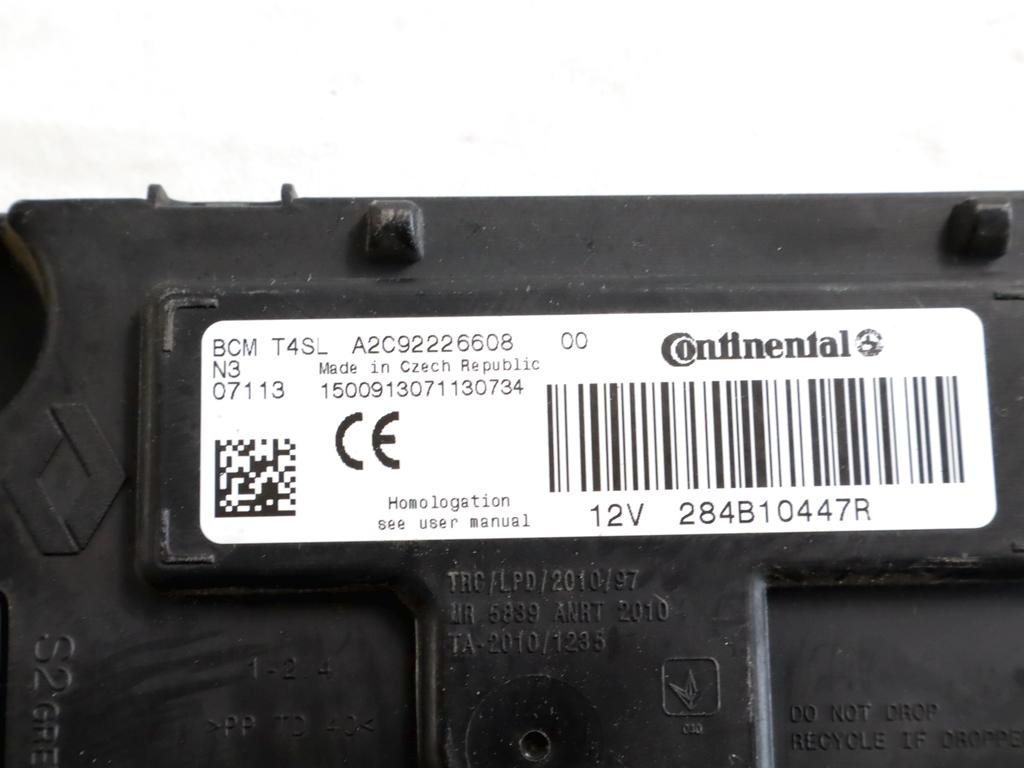 BCM T4SL A2C92226608 00
N3 Made in Czech Republic
07113 1500913071130734
Continental
CE
Homologation
see user manual
12V 284B10447R
TRC/LPD/2010/97
MR 5839 ANRT 2010
TA-2010/1235
1-2 4
>PP TD 40<
S2GRE
DO NOT DROP
RECYCLE IF DROPPE